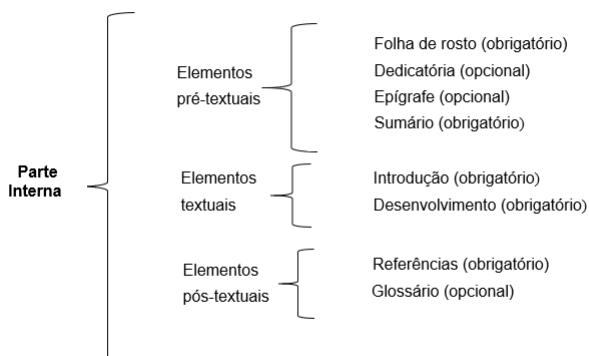 Parte
Interna
Elementos
pré-textuais
Folha de rosto (obrigatório)
Dedicatória (opcional)
Epígrafe (opcional)
Sumário (obrigatório)
Elementos
textuais
Introdução (obrigatório)
Desenvolvimento (obrigatório)
Elementos
pós-textuais
Referências (obrigatório)
Glossário (opcional)